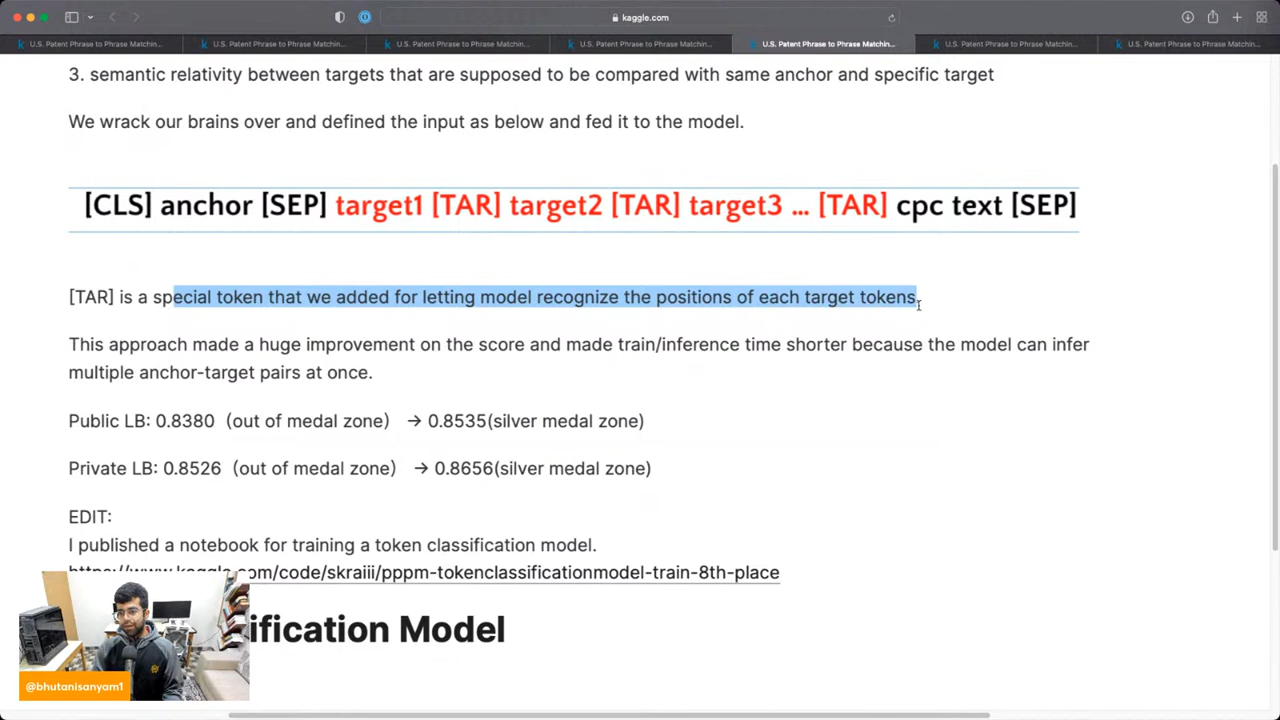 kaggle.com
U.S. Patent Phrase to Phrase Matchin...
U.S. Patent Phrase to Phrase Matchin...
U.S. Patent Phrase to Phrase Matchin...
U.S. Patent Phrase to Phrase Matchin...
U.S. Patent Phrase to Phrase Matchin...
U.S. Patent Phrase to Phrase Matchin...
U.S. Patent Phrase to Phrase Matchin...
3. semantic relativity between targets that are supposed to be compared with same anchor and specific target
We wrack our brains over and defined the input as below and fed it to the model.
[CLS] anchor [SEP] target1 [TAR] target2 [TAR] target3 ... [TAR] cpc text [SEP]
[TAR] is a special token that we added for letting model recognize the positions of each target tokens.
This approach made a huge improvement on the score and made train/inference time shorter because the model can infer
multiple anchor-target pairs at once.
Public LB: 0.8380 (out of medal zone) → 0.8535(silver medal zone)
Private LB: 0.8526 (out of medal zone) → 0.8656(silver medal zone)
EDIT:
I published a notebook for training a token classification model.
https://www.kaggle.com/code/skraiii/pppm-tokenclassificationmodel-train-8th-place
ification Model
@bhutanisanyam1